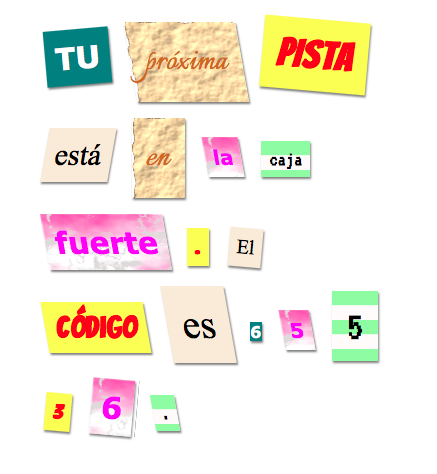 TU próxima PISTA
está en la caja
fuerte . El
CÓDIGO es 6 5 5
3 6 .